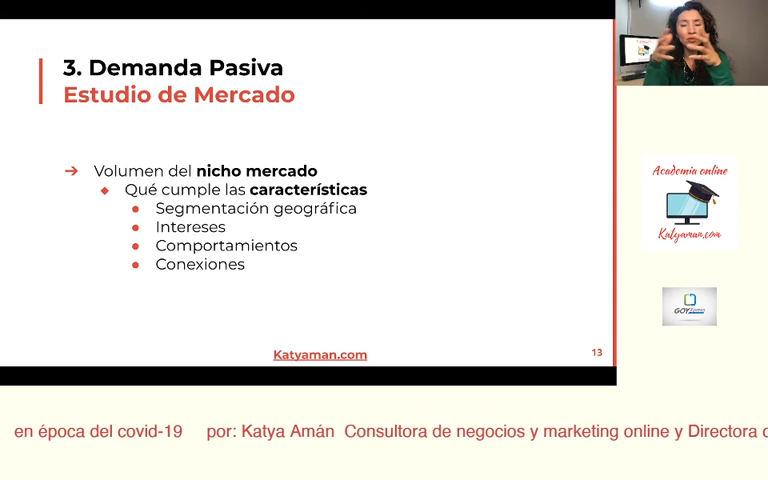 3. Demanda Pasiva
Estudio de Mercado
➔ Volumen del nicho mercado
◆ Qué cumple las características
● Segmentación geográfica
● Intereses
● Comportamientos
● Conexiones
Katyaman.com
13
Academia online
Katyaman.com
en época del covid-19 por: Katya Amán Consultora de negocios y marketing online y Directora